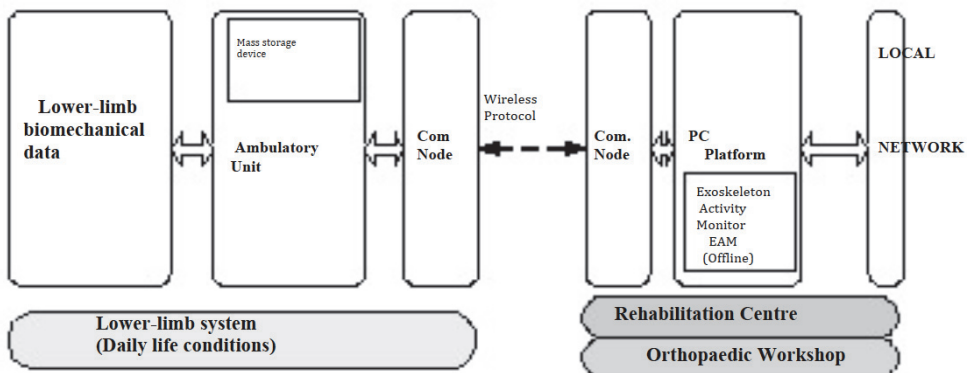 Lower-limb
biomechanical
data
Mass storage
device
Ambulatory
Unit
Com
Node
Wireless
Protocol
Com.
Node
PC
Platform
Exoskeleton
Activity
Monitor
EAM
(Offline)
LOCAL
NETWORK
Lower-limb system
(Daily life conditions)
Rehabilitation Centre
Orthopaedic Workshop